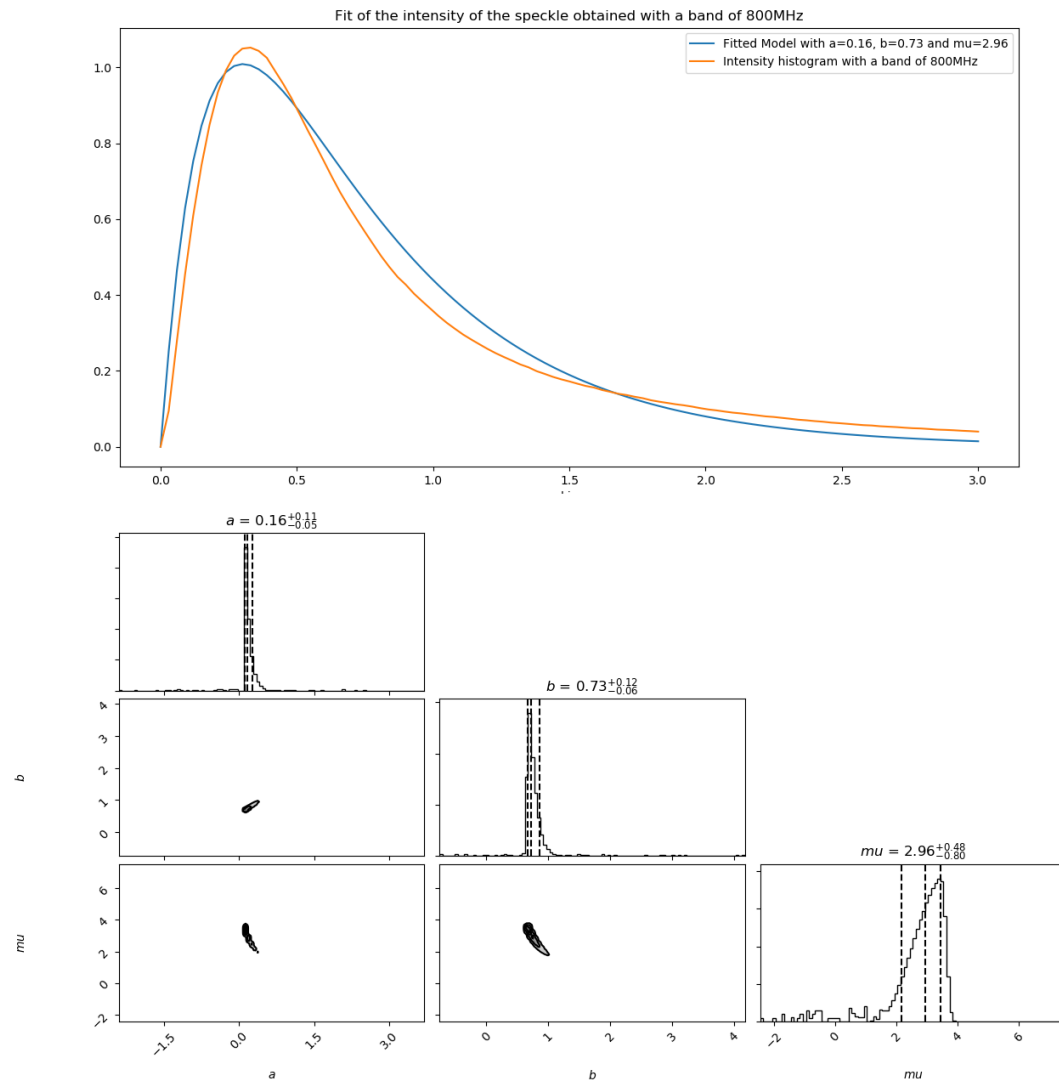 Fit of the intensity of the speckle obtained with a band of 800MHz
Fitted Model with a=0.16, b=0.73 and mu=2.96
Intensity histogram with a band of 800MHz
1.0
0.8
0.6
0.4
0.2
0.0
0.0 0.5 1.0 1.5 2.0 2.5 3.0
a = 0.16 +0.11 −0.05
b = 0.73 +0.12 −0.06
mu = 2.96 +0.48 −0.80
b
4
3
2
1
0
mu
6
4
2
0
−2
−1.5 0.0 1.5 3.0
0 1 2 3 4
−2 0 2 4 6
a
b
mu